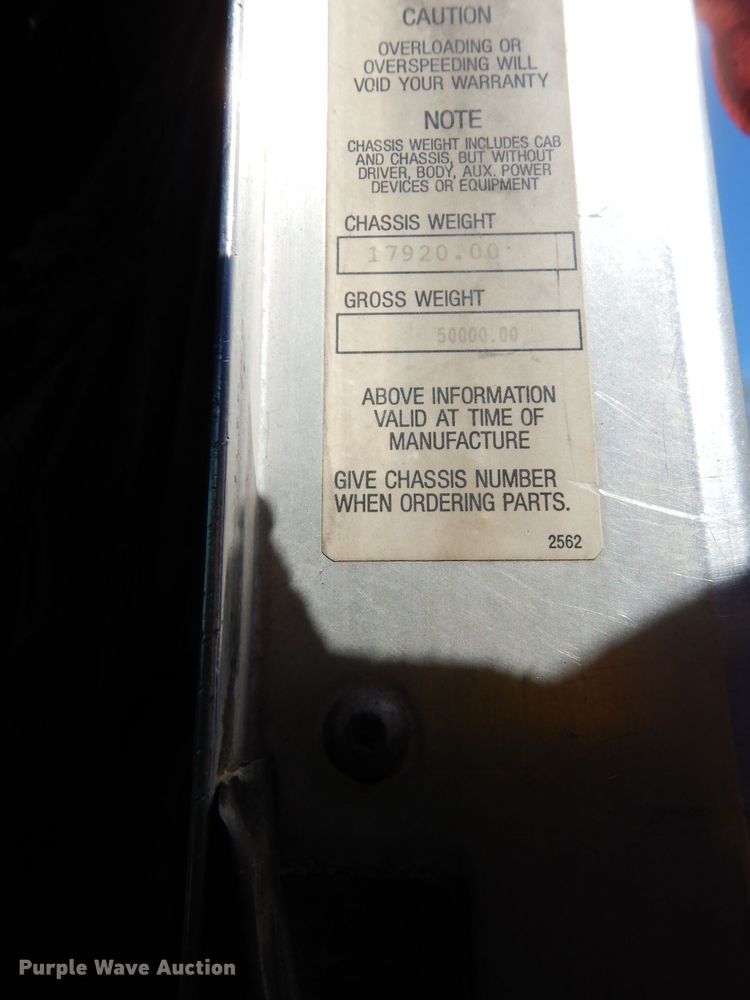 CAUTION
OVERLOADING OR
OVERSPEEDING WILL
VOID YOUR WARRANTY
NOTE
CHASSIS WEIGHT INCLUDES CAB
AND CHASSIS, BUT WITHOUT
DRIVER, BODY, AUX. POWER
DEVICES OR EQUIPMENT
CHASSIS WEIGHT
17920.00
GROSS WEIGHT
50000.00
ABOVE INFORMATION
VALID AT TIME OF
MANUFACTURE
GIVE CHASSIS NUMBER
WHEN ORDERING PARTS.
2562
Purple Wave Auction